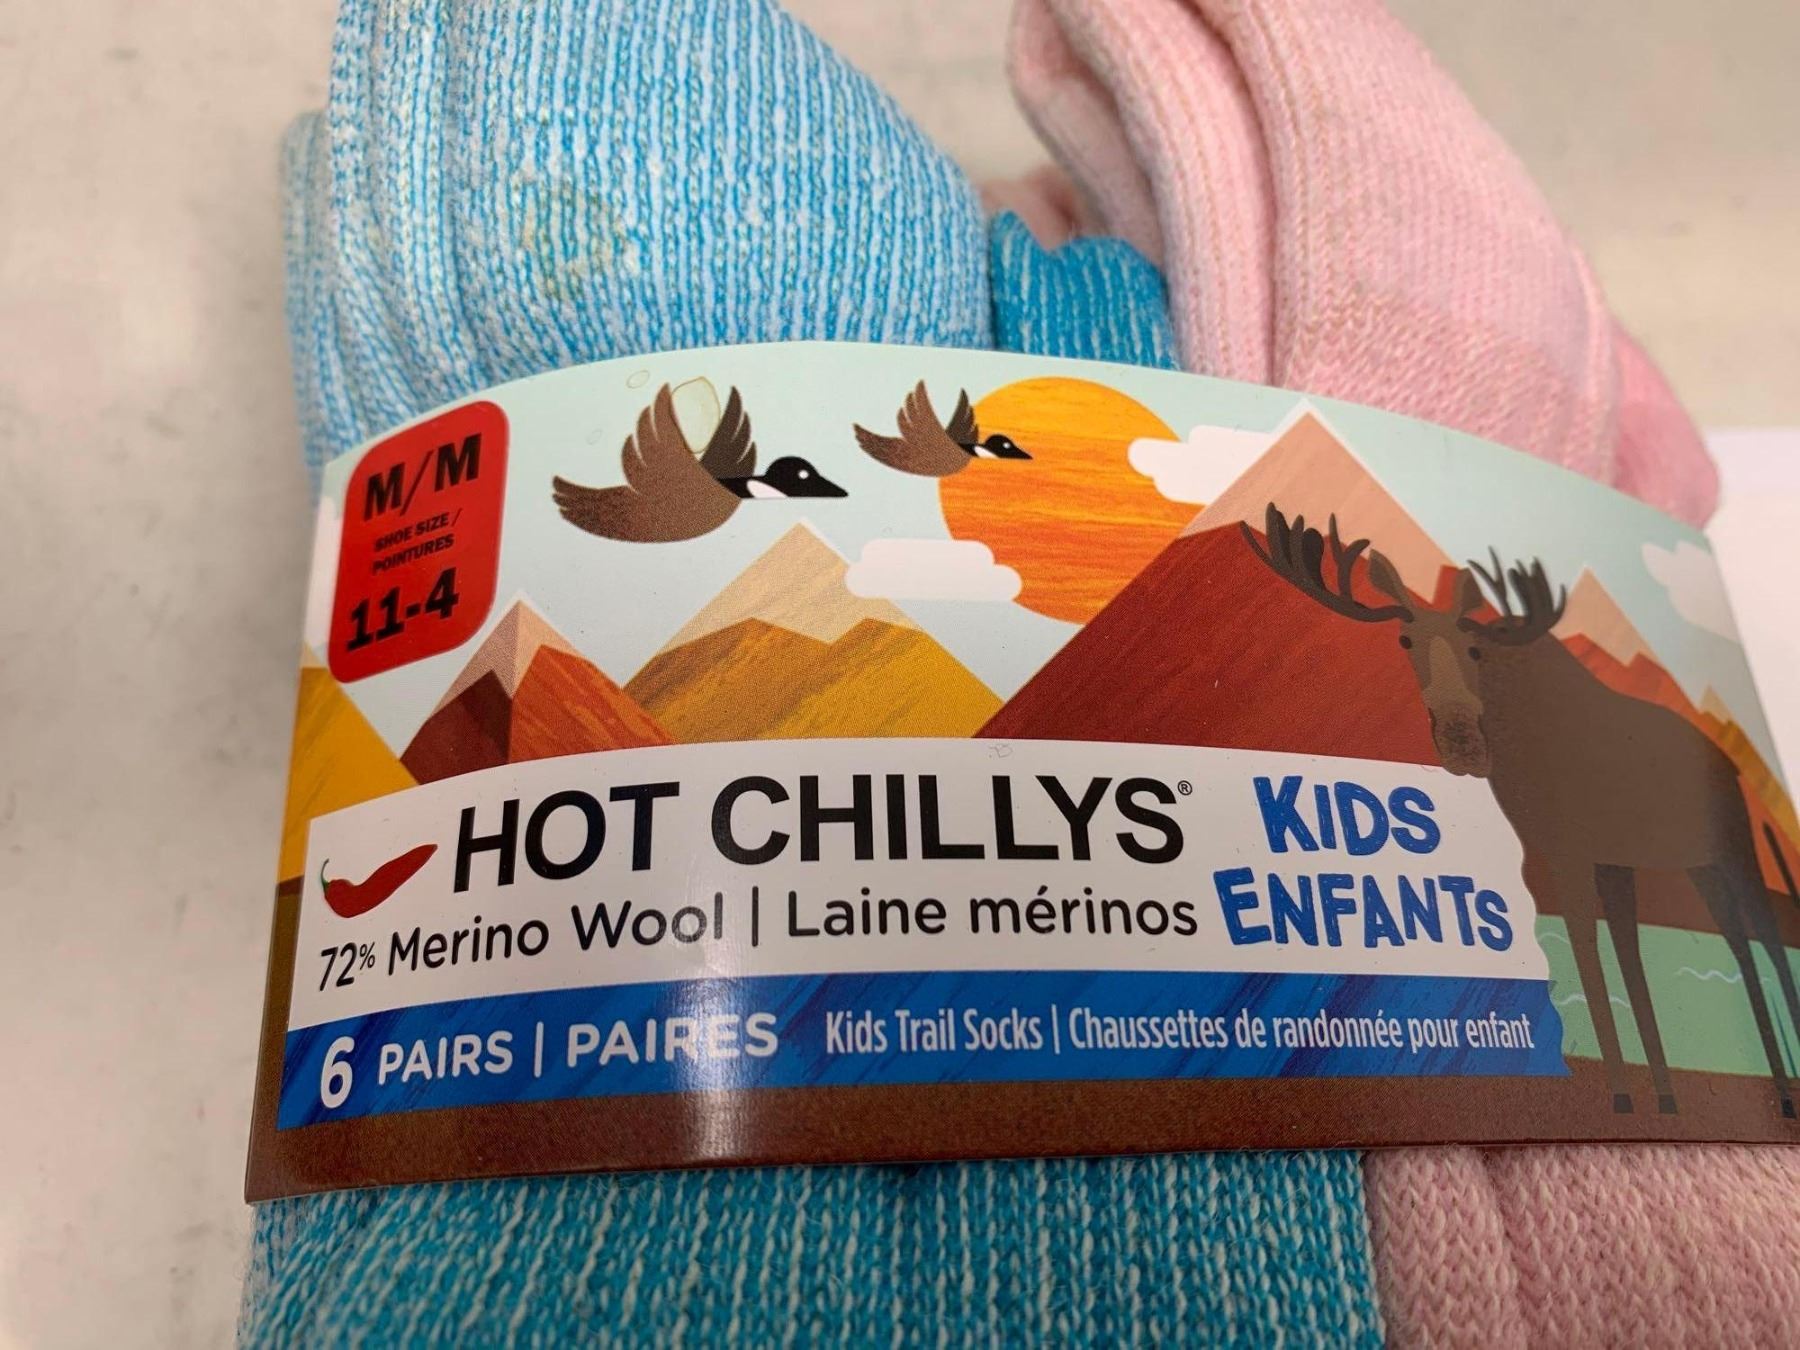 M/M
SHOE SIZE /
POINTURES
11-4
HOT CHILLYS®
KIDS
ENFANTS
72% Merino Wool | Laine mérinos
6 PAIRS | PAIRES
Kids Trail Socks | Chaussettes de randonnée pour enfant